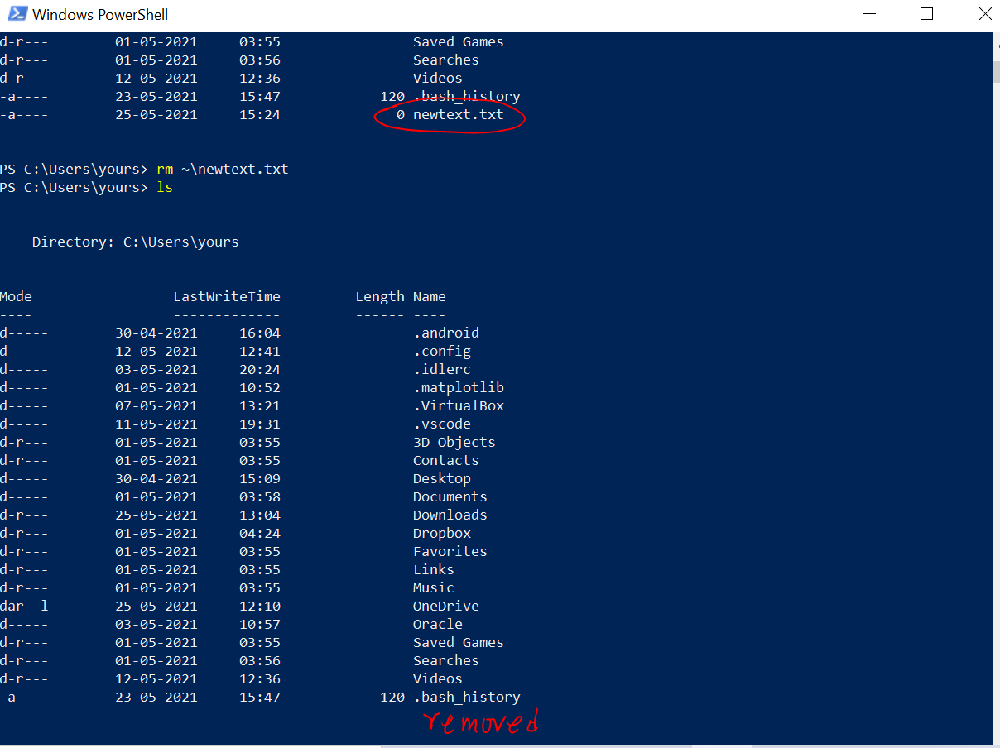 Windows PowerShell
d-r--- 01-05-2021 03:55 Saved Games
d-r--- 01-05-2021 03:56 Searches
d-r--- 12-05-2021 12:36 Videos
-a---- 23-05-2021 15:47 120 .bash_history
-a---- 25-05-2021 15:24 0 newtext.txt
PS C:\Users\yours> rm ~\newtext.txt
PS C:\Users\yours> ls
Directory: C:\Users\yours
Mode LastWriteTime Length Name
---- ------------- ------ ----
d----- 30-04-2021 16:04 .android
d----- 12-05-2021 12:41 .config
d----- 03-05-2021 20:24 .idlerc
d----- 01-05-2021 10:52 .matplotlib
d----- 07-05-2021 13:21 .VirtualBox
d----- 11-05-2021 19:31 .vscode
d-r--- 01-05-2021 03:55 3D Objects
d-r--- 01-05-2021 03:55 Contacts
d----- 30-04-2021 15:09 Desktop
d----- 01-05-2021 03:58 Documents
d-r--- 25-05-2021 13:04 Downloads
d-r--- 01-05-2021 04:24 Dropbox
d-r--- 01-05-2021 03:55 Favorites
d-r--- 01-05-2021 03:55 Links
d-r--- 01-05-2021 03:55 Music
dar--l 25-05-2021 12:10 OneDrive
d----- 03-05-2021 10:57 Oracle
d-r--- 01-05-2021 03:55 Saved Games
d-r--- 01-05-2021 03:56 Searches
d-r--- 12-05-2021 12:36 Videos
-a---- 23-05-2021 15:47 120 .bash_history
removed